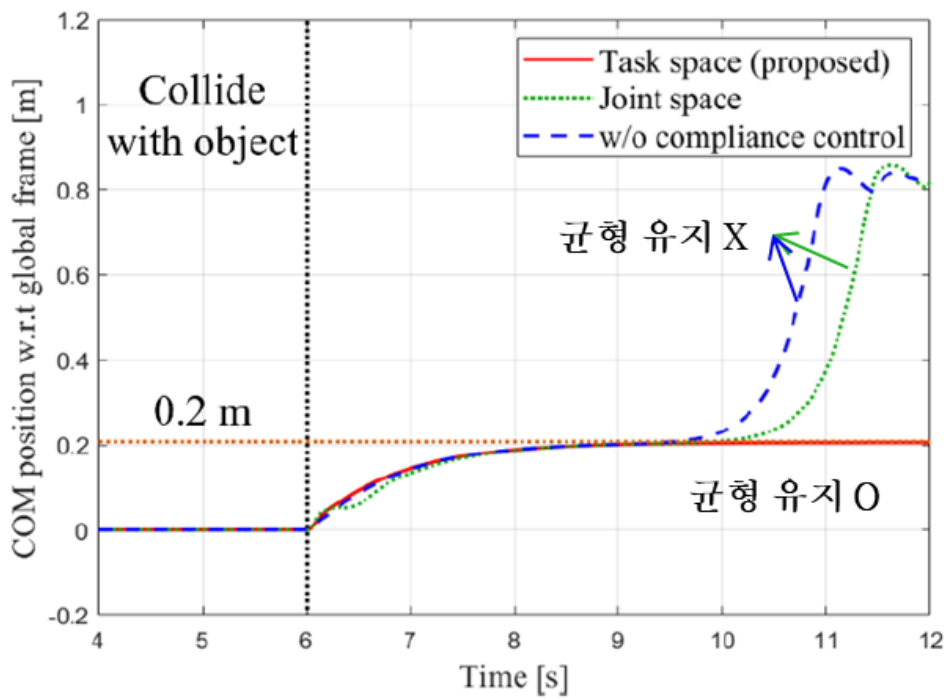 1.2
1
0.8
0.6
0.4
0.2
0
-0.2
COM position w.r.t global frame [m]
Collide
with object
Task space (proposed)
Joint space
w/o compliance control
균형 유지 X
0.2 m
균형 유지 O
4 5 6 7 8 9 10 11 12
Time [s]